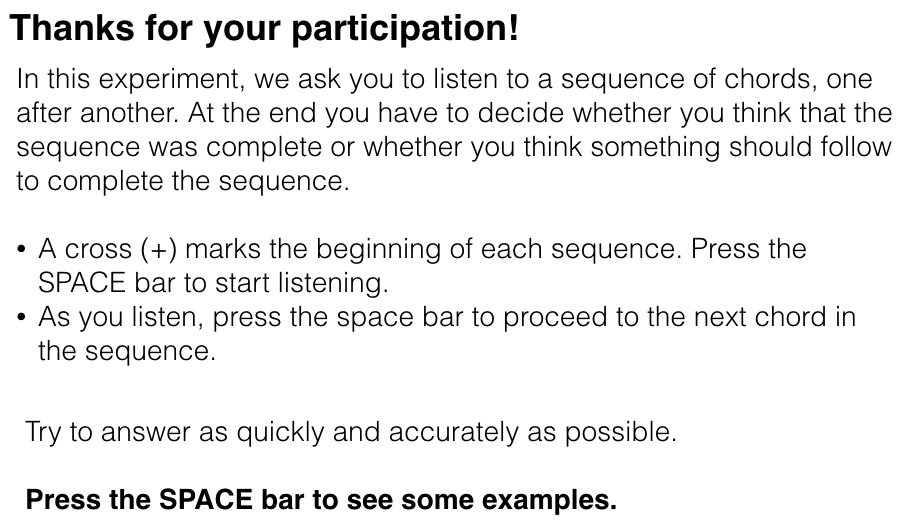 Thanks for your participation!
In this experiment, we ask you to listen to a sequence of chords, one
after another. At the end you have to decide whether you think that the
sequence was complete or whether you think something should follow
to complete the sequence.
• A cross (+) marks the beginning of each sequence. Press the
SPACE bar to start listening.
• As you listen, press the space bar to proceed to the next chord in
the sequence.
Try to answer as quickly and accurately as possible.
Press the SPACE bar to see some examples.